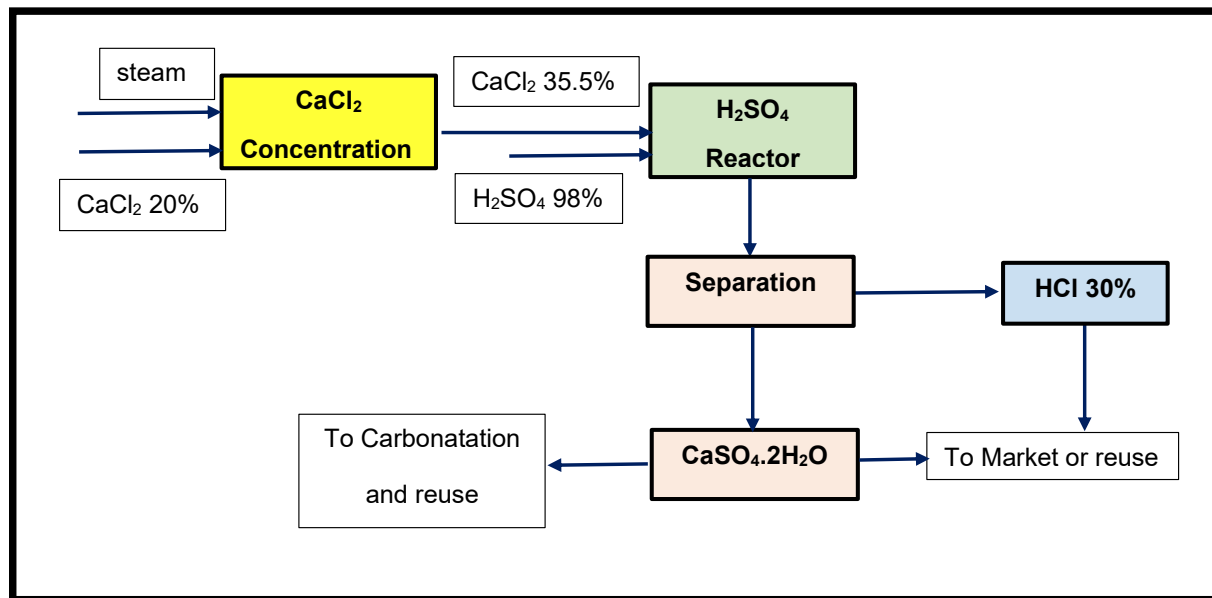 steam
CaCl₂
Concentration
CaCl₂ 20%
CaCl₂ 35.5%
H₂SO₄ 98%
H₂SO₄
Reactor
Separation
HCl 30%
CaSO₄.2H₂O
To Carbonatation
and reuse
To Market or reuse